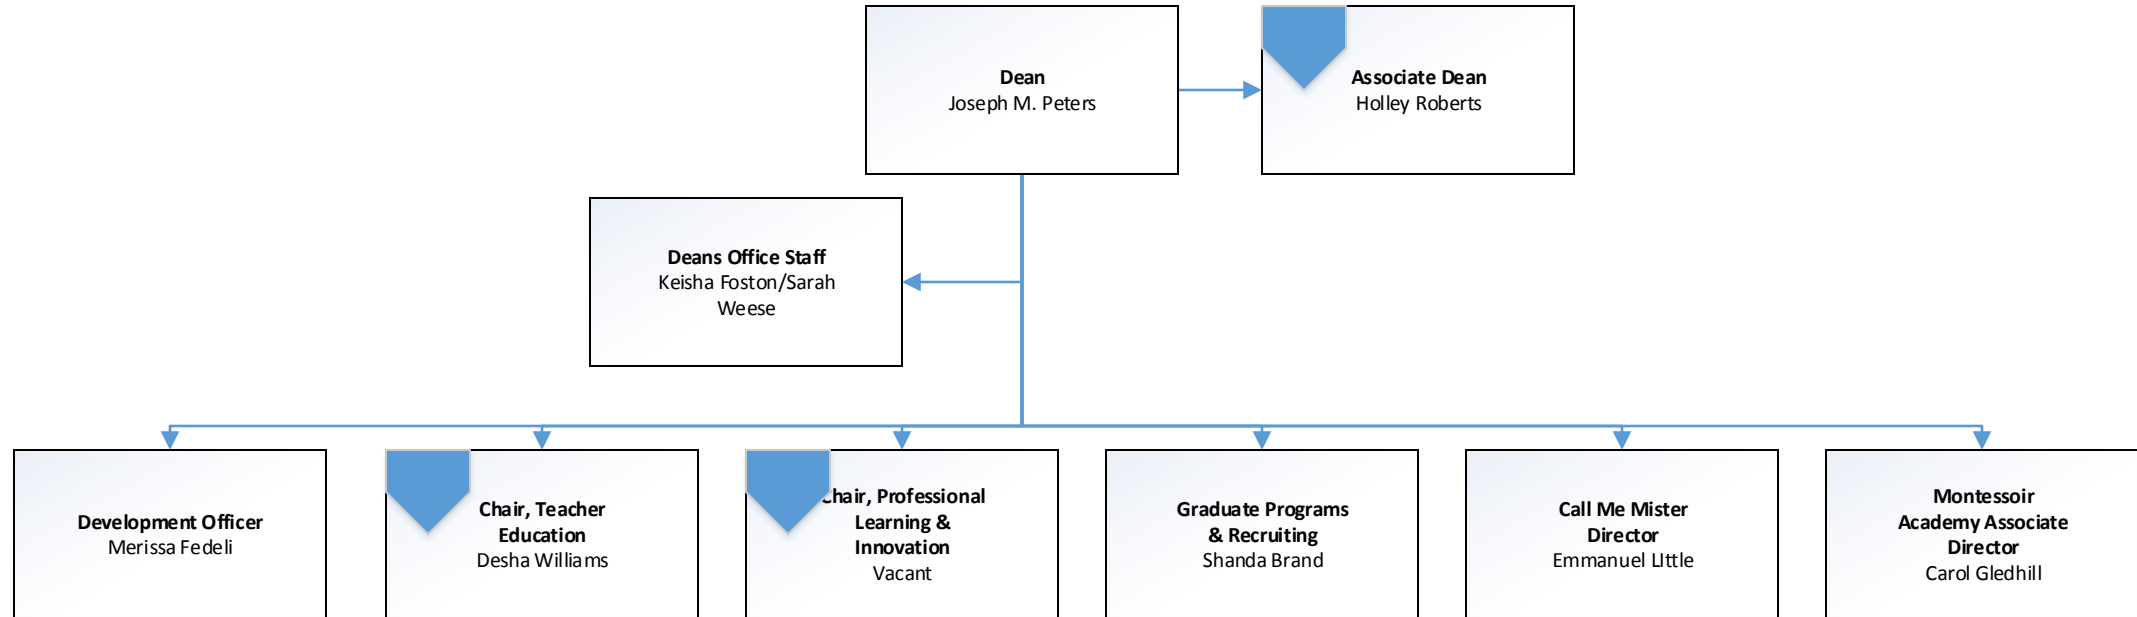 Dean
Joseph M. Peters
Associate Dean
Holley Roberts
Deans Office Staff
Keisha Foston/Sarah
Weese
Development Officer
Merissa Fedeli
Chair, Teacher
Education
Desha Williams
Chair, Professional
Learning &
Innovation
Vacant
Graduate Programs
& Recruiting
Shanda Brand
Call Me Mister
Director
Emmanuel LIttle
Montessoir
Academy Associate
Director
Carol Gledhill